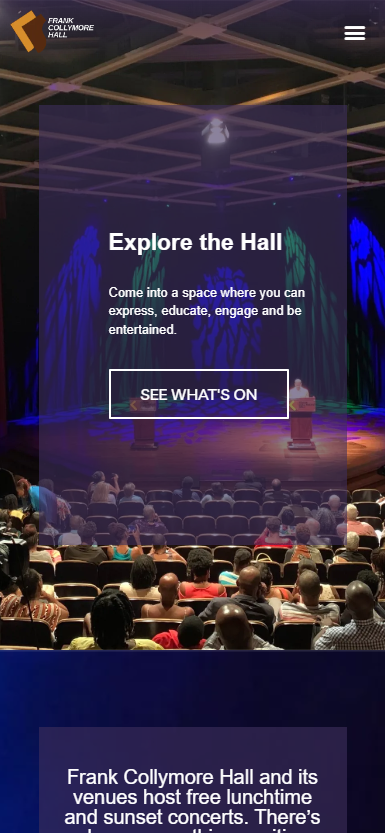 FRANK
COLLYMORE
HALL
Explore the Hall
Come into a space where you can
express, educate, engage and be
entertained.
SEE WHAT'S ON
Frank Collymore Hall and its
venues host free lunchtime
and sunset concerts. There’s